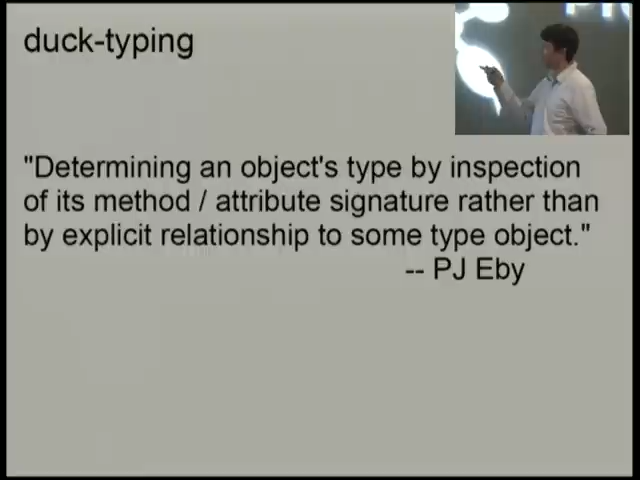 duck-typing
"Determining an object's type by inspection
of its method / attribute signature rather than
by explicit relationship to some type object."
-- PJ Eby